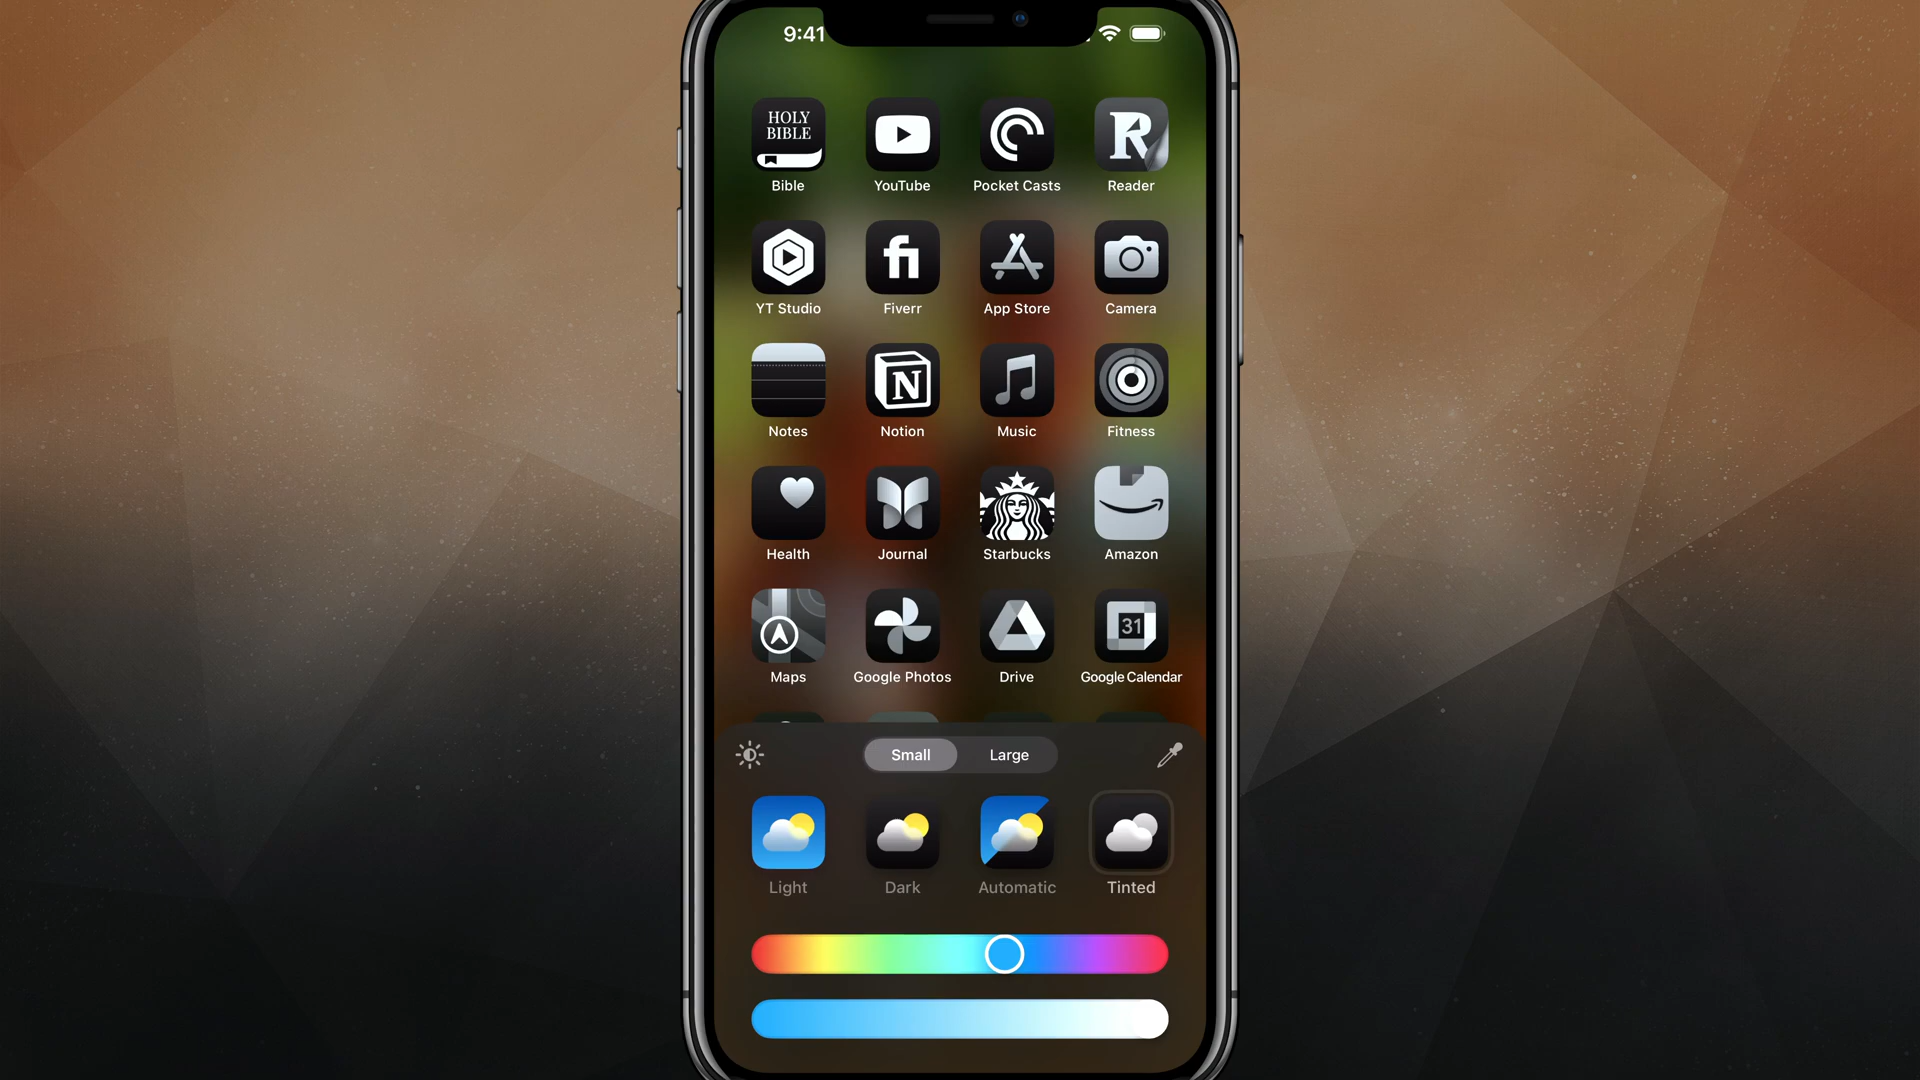 9:41
HOLY
BIBLE
R
Bible YouTube Pocket Casts Reader
fi
YT Studio Fiverr App Store Camera
N
Notes Notion Music Fitness
Health Journal Starbucks Amazon
31
Maps Google Photos Drive Google Calendar
Small Large
Light Dark Automatic Tinted